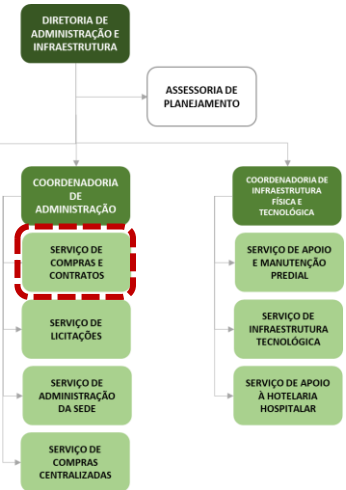 DIRETORIA DE
ADMINISTRAÇÃO E
INFRAESTRUTURA
ASSESSORIA DE
PLANEJAMENTO
COORDENADORIA
DE
ADMINISTRAÇÃO
SERVIÇO DE
COMPRAS E
CONTRATOS
SERVIÇO DE
LICITAÇÕES
SERVIÇO DE
ADMINISTRAÇÃO
DA SEDE
SERVIÇO DE
COMPRAS
CENTRALIZADAS
COORDENADORIA DE
INFRAESTRUTURA
FÍSICA E
TECNOLÓGICA
SERVIÇO DE APOIO
E MANUTENÇÃO
PREDIAL
SERVIÇO DE
INFRAESTRUTURA
TECNOLÓGICA
SERVIÇO DE APOIO
À HOTELARIA
HOSPITALAR